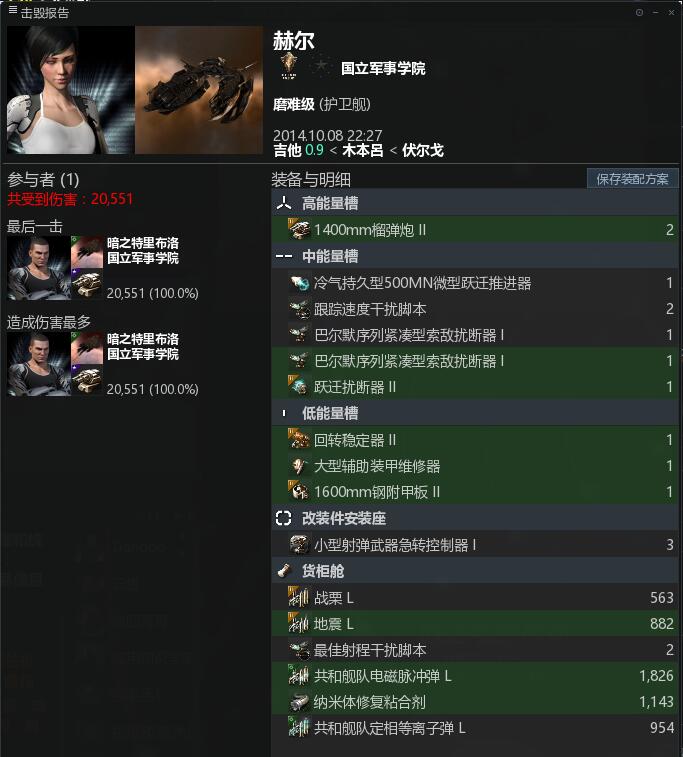 击毁报告
赫尔
国立军事学院
磨难级 (护卫舰)
2014.10.08 22:27
吉他 0.9 < 木本呂 < 伏尔戈
参与者 (1)
共受到伤害：20,551
最后一击
暗之特里布洛
国立军事学院
20,551 (100.0%)
造成伤害最多
暗之特里布洛
国立军事学院
20,551 (100.0%)
装备与明细
保存装配方案
高能量槽
1400mm榴弹炮 II 2
中能量槽
冷气持久型500MN微型跃迁推进器 1
跟踪速度干扰脚本 2
巴尔默序列紧凑型索敌扰断器 I 1
巴尔默序列紧凑型索敌扰断器 I 1
跃迁扰断器 II 1
低能量槽
回转稳定器 II 1
大型辅助装甲维修器 1
1600mm钢附甲板 II 1
改装件安装座
小型射弹武器急转控制器 I 3
货柜舱
战栗 L 563
地震 L 882
最佳射程干扰脚本 2
共和舰队电磁脉冲弹 L 1,826
纳米体修复粘合剂 1,143
共和舰队定相等离子弹 L 954